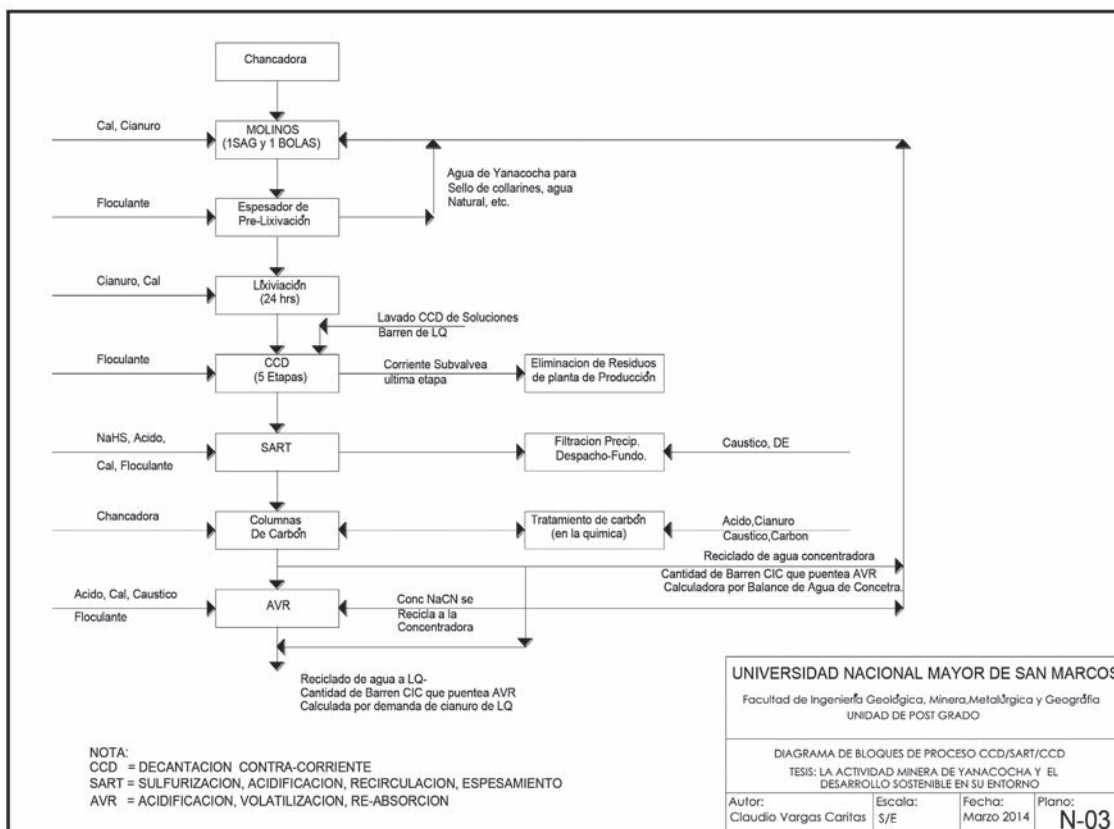 Chancadora
Cal, Cianuro
MOLINOS
(1SAG y 1 BOLAS)
Agua de Yanacocha para
Sello de collarines, agua
Natural, etc.
Floculante
Espesador de
Pre-Lixivación
Cianuro, Cal
Lixiviación
(24 hrs)
Lavado CCD de Soluciones
Barren de LQ
Floculante
CCD
(5 Etapas)
Corriente Subvalvea
ultima etapa
Eliminacion de Residuos
de planta de Producción
NaHS, Acido,
Cal, Floculante
SART
Filtracion Precip.
Despacho-Fundo.
Caustico, DE
Chancadora
Columnas
De Carbón
Tratamiento de carbón
(en la quimica)
Acido,Cianuro
Caustico,Carbon
Reciclado de agua concentradora
Cantidad de Barren CIC que puentea AVR
Calculadora por Balance de Agua de Concetra.
Acido, Cal, Caustico
Floculante
AVR
Conc NaCN se
Recicla a la
Concentradora
Reciclado de agua a LQ-
Cantidad de Barren CIC que puentea AVR
Calculada por demanda de cianuro de LQ
NOTA:
CCD = DECANTACION CONTRA-CORRIENTE
SART = SULFURIZACION, ACIDIFICACION, RECIRCULACION, ESPESAMIENTO
AVR = ACIDIFICACION, VOLATILIZACION, RE-ABSORCION
UNIVERSIDAD NACIONAL MAYOR DE SAN MARCOS
Facultad de Ingeniería Geológica, Minera,Metalúrgica y Geografía
UNIDAD DE POST GRADO
DIAGRAMA DE BLOQUES DE PROCESO CCD/SART/CCD
TESIS: LA ACTIVIDAD MINERA DE YANACOCHA Y EL
DESARROLLO SOSTENIBLE EN SU ENTORNO
Autor:
Claudio Vargas Caritas
Escala:
S/E
Fecha:
Marzo 2014
Plano:
N-03